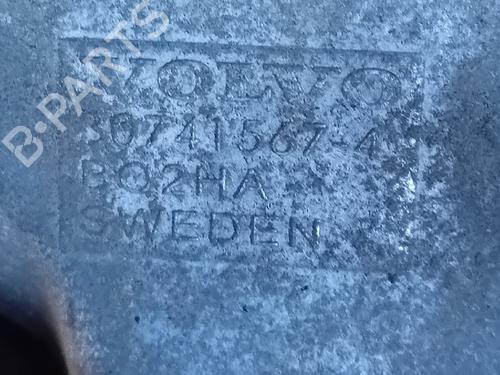 B-PARTS
VOLVO
30741567-4
BO2HA
SWEDEN